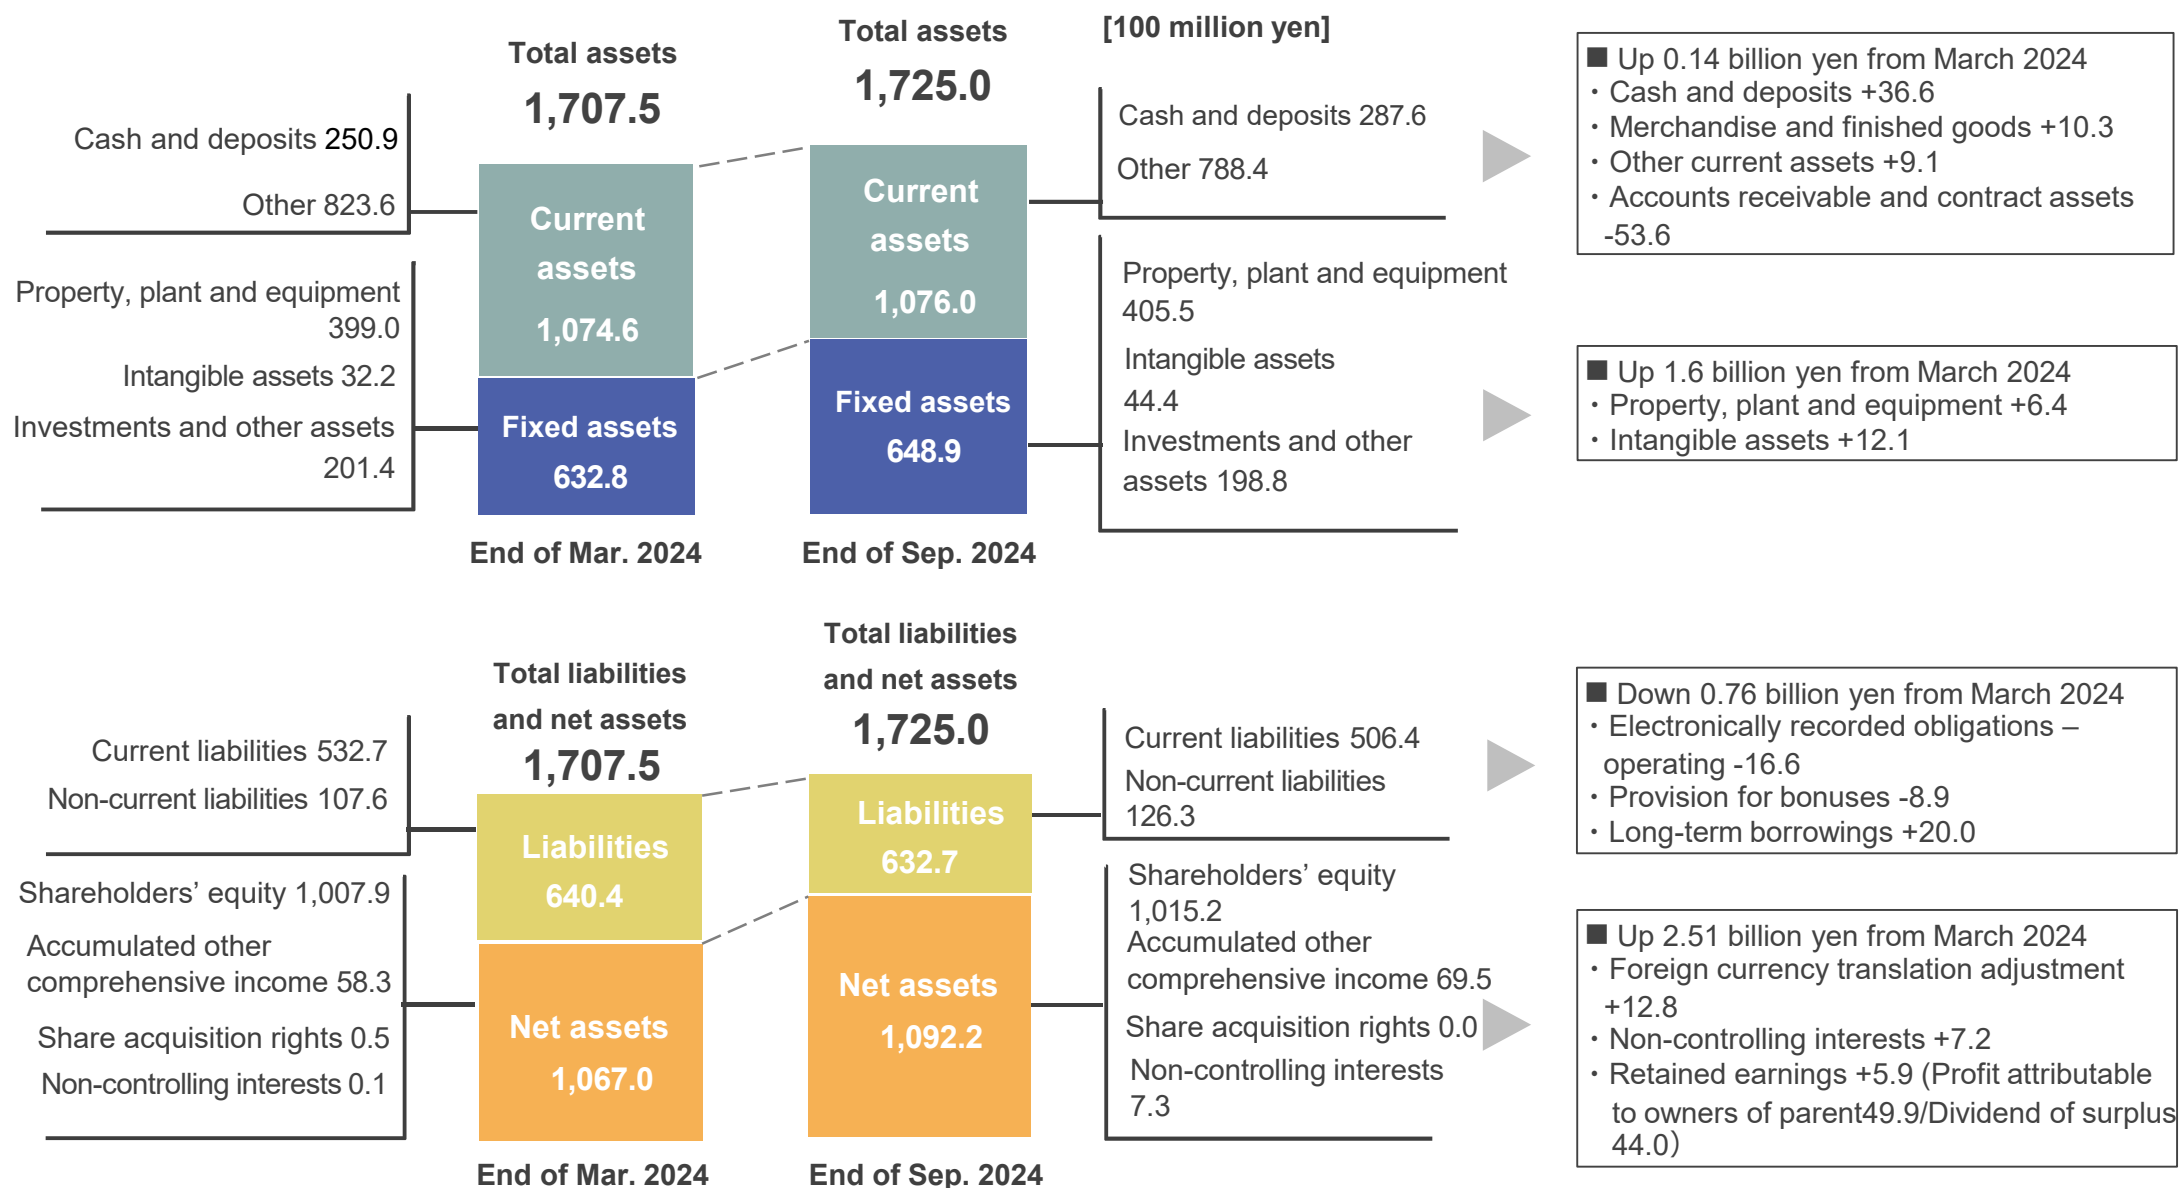 [100 million yen]
Total assets
1,707.5
Total assets
1,725.0
Cash and deposits 250.9
Other 823.6
Property, plant and equipment
399.0
Intangible assets 32.2
Investments and other assets
201.4
Current
assets
1,074.6
Fixed assets
632.8
End of Mar. 2024
Current
assets
1,076.0
Fixed assets
648.9
End of Sep. 2024
Cash and deposits 287.6
Other 788.4
Property, plant and equipment
405.5
Intangible assets
44.4
Investments and other
assets 198.8
■ Up 0.14 billion yen from March 2024
・Cash and deposits +36.6
・Merchandise and finished goods +10.3
・Other current assets +9.1
・Accounts receivable and contract assets
-53.6
■ Up 1.6 billion yen from March 2024
・Property, plant and equipment +6.4
・Intangible assets +12.1
Total liabilities
and net assets
1,707.5
Total liabilities
and net assets
1,725.0
Current liabilities 532.7
Non-current liabilities 107.6
Shareholders’ equity 1,007.9
Accumulated other
comprehensive income 58.3
Share acquisition rights 0.5
Non-controlling interests 0.1
Liabilities
640.4
Net assets
1,067.0
End of Mar. 2024
Liabilities
632.7
Net assets
1,092.2
End of Sep. 2024
Current liabilities 506.4
Non-current liabilities
126.3
Shareholders’ equity
1,015.2
Accumulated other
comprehensive income 69.5
Share acquisition rights 0.0
Non-controlling interests
7.3
■ Down 0.76 billion yen from March 2024
・Electronically recorded obligations –
operating -16.6
・Provision for bonuses -8.9
・Long-term borrowings +20.0
■ Up 2.51 billion yen from March 2024
・Foreign currency translation adjustment
+12.8
・Non-controlling interests +7.2
・Retained earnings +5.9 (Profit attributable
to owners of parent49.9/Dividend of surplus
44.0）